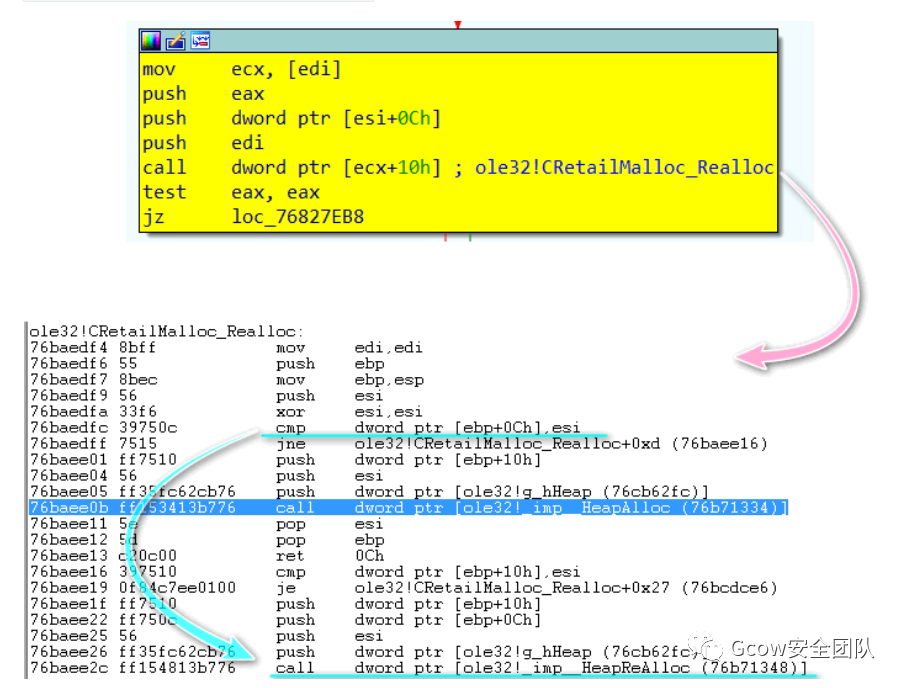 mov ecx, [edi]
push eax
push dword ptr [esi+0Ch]
push edi
call dword ptr [ecx+10h] ; ole32!CRetailMalloc_Realloc
test eax, eax
jz loc_76827EB8
ole32!CRetailMalloc_Realloc:
76baedf4 8bff mov edi,edi
76baedf6 55 push ebp
76baedf7 8bec mov ebp,esp
76baedf9 56 push esi
76baedfa 33f6 xor esi,esi
76baedfc 39750c cmp dword ptr [ebp+0Ch],esi
76baedff 7515 jne ole32!CRetailMalloc_Realloc+0xd (76baee16)
76baee01 ff7510 push dword ptr [ebp+10h]
76baee04 56 push esi
76baee05 ff35fc62cb76 push dword ptr [ole32!g_hHeap (76cb62fc)]
76baee0b ff153413b776 call dword ptr [ole32!_imp__HeapAlloc (76b71334)]
76baee11 5e pop esi
76baee12 5d pop ebp
76baee13 c20c00 ret 0Ch
76baee16 397510 cmp dword ptr [ebp+10h],esi
76baee19 0f84c7ee0100 je ole32!CRetailMalloc_Realloc+0x27 (76bcdce6)
76baee1f ff7510 push dword ptr [ebp+10h]
76baee22 ff750c push dword ptr [ebp+0Ch]
76baee25 56 push esi
76baee26 ff35fc62cb76 push dword ptr [ole32!g_hHeap (76cb62fc)]
76baee2c ff154813b776 call dword ptr [ole32!_imp__HeapReAlloc (76b71348)]
Gcow安全团队